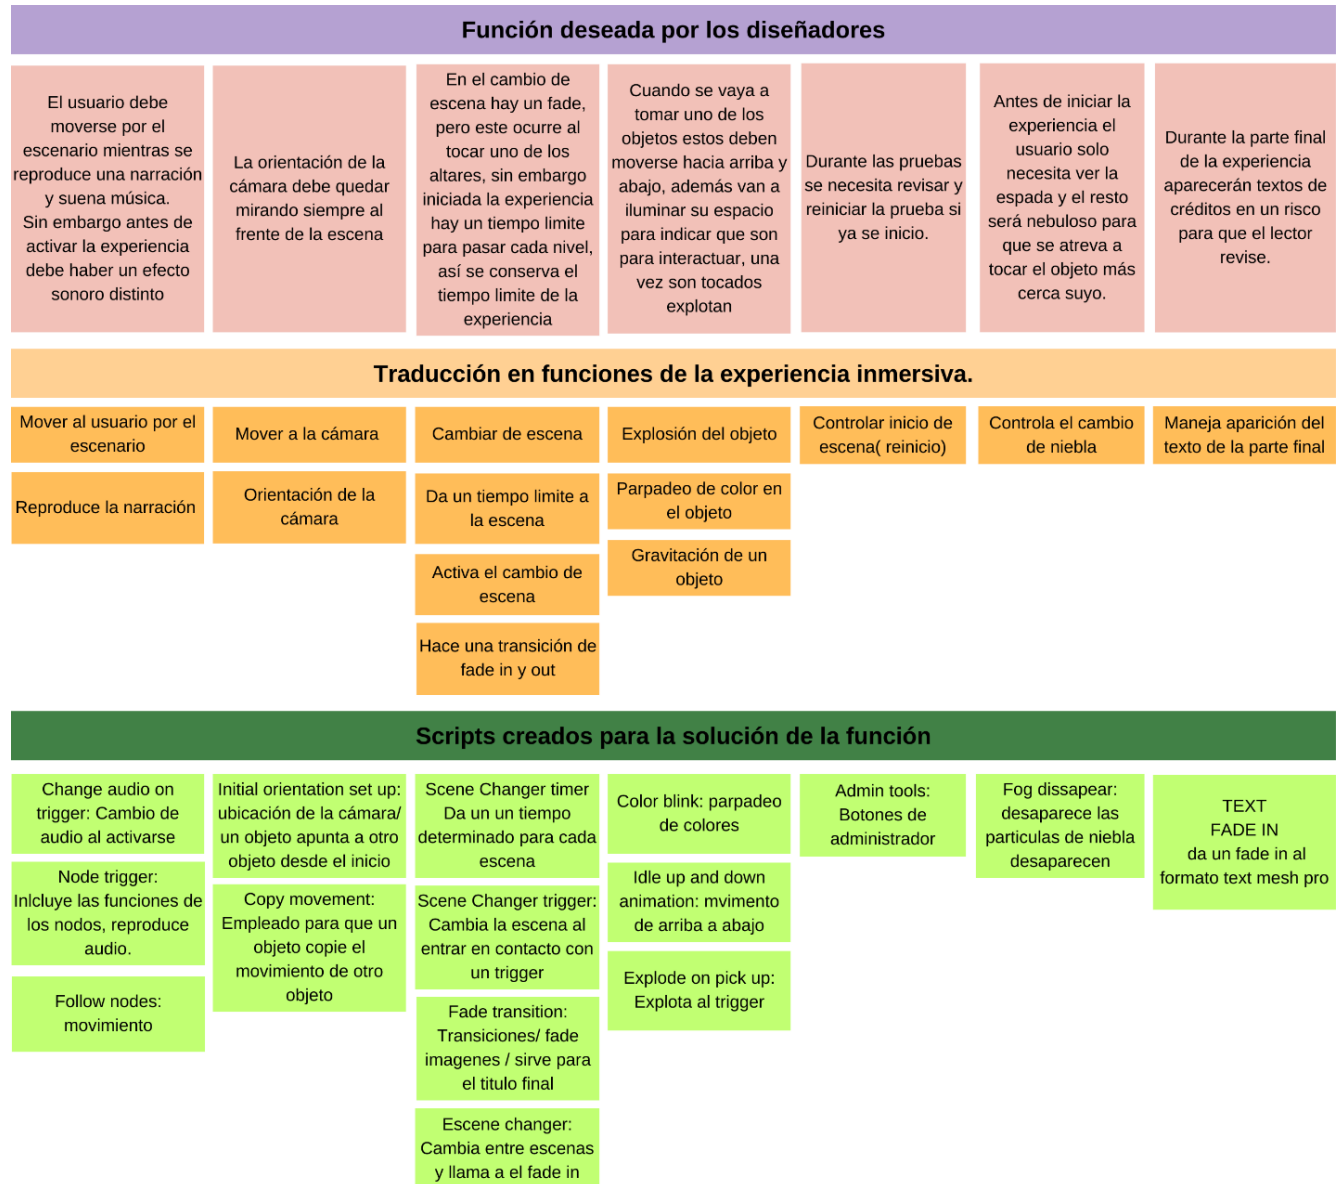 Función deseada por los diseñadores
El usuario debe
moverse por el
escenario mientras se
reproduce una narración
y suena música.
Sin embargo antes de
activar la experiencia
debe haber un efecto
sonoro distinto
La orientación de la
cámara debe quedar
mirando siempre al
frente de la escena
En el cambio de
escena hay un fade,
pero este ocurre al
tocar uno de los
altares, sin embargo
iniciada la experiencia
hay un tiempo limite
para pasar cada nivel,
así se conserva el
tiempo limite de la
experiencia
Cuando se vaya a
tomar uno de los
objetos estos deben
moverse hacia arriba y
abajo, además van a
iluminar su espacio
para indicar que son
para interactuar, una
vez son tocados
explotan
Durante las pruebas
se necesita revisar y
reiniciar la prueba si
ya se inicio.
Antes de iniciar la
experiencia el
usuario solo
necesita ver la
espada y el resto
será nebuloso para
que se atreva a
tocar el objeto más
cerca suyo.
Durante la parte final
de la experiencia
aparecerán textos de
créditos en un risco
para que el lector
revise.
Traducción en funciones de la experiencia inmersiva.
Mover al usuario por el
escenario
Mover a la cámara
Cambiar de escena
Explosión del objeto
Controlar inicio de
escena( reinicio)
Controla el cambio
de niebla
Maneja aparición del
texto de la parte final
Reproduce la narración
Orientación de la
cámara
Da un tiempo limite a
la escena
Parpadeo de color en
el objeto
Activa el cambio de
escena
Gravitación de un
objeto
Hace una transición de
fade in y out
Scripts creados para la solución de la función
Change audio on
trigger: Cambio de
audio al activarse
Node trigger:
Inlcluye las funciones de
los nodos, reproduce
audio.
Follow nodes:
movimiento
Initial orientation set up:
ubicación de la cámara/
un objeto apunta a otro
objeto desde el inicio
Copy movement:
Empleado para que un
objeto copie el
movimiento de otro
objeto
Scene Changer timer
Da un un tiempo
determinado para cada
escena
Scene Changer trigger:
Cambia la escena al
entrar en contacto con
un trigger
Fade transition:
Transiciones/ fade
imagenes / sirve para
el titulo final
Escene changer:
Cambia entre escenas
y llama a el fade in
Color blink: parpadeo
de colores
Idle up and down
animation: mvimento
de arriba a abajo
Explode on pick up:
Explota al trigger
Admin tools:
Botones de
administrador
Fog dissapear:
desaparece las
particulas de niebla
desaparecen
TEXT
FADE IN
da un fade in al
formato text mesh pro